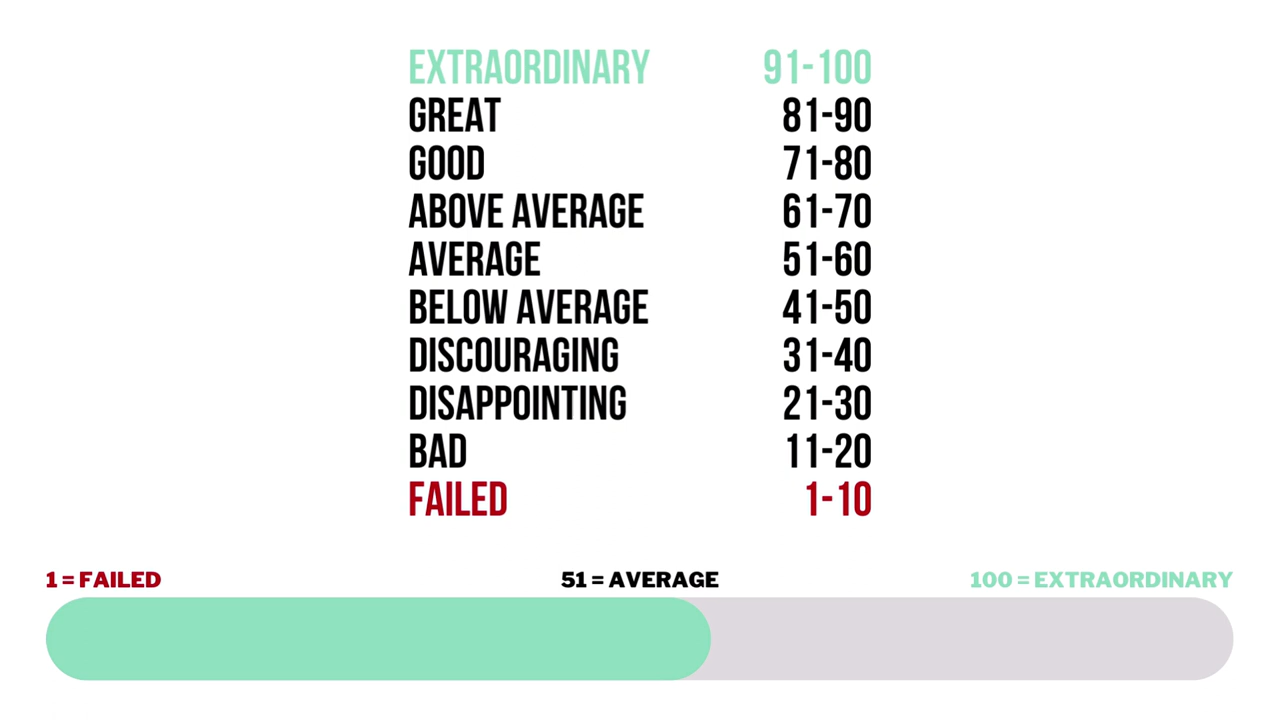 EXTRAORDINARY 91-100
GREAT 81-90
GOOD 71-80
ABOVE AVERAGE 61-70
AVERAGE 51-60
BELOW AVERAGE 41-50
DISCOURAGING 31-40
DISAPPOINTING 21-30
BAD 11-20
FAILED 1-10
1 = FAILED 51 = AVERAGE 100 = EXTRAORDINARY